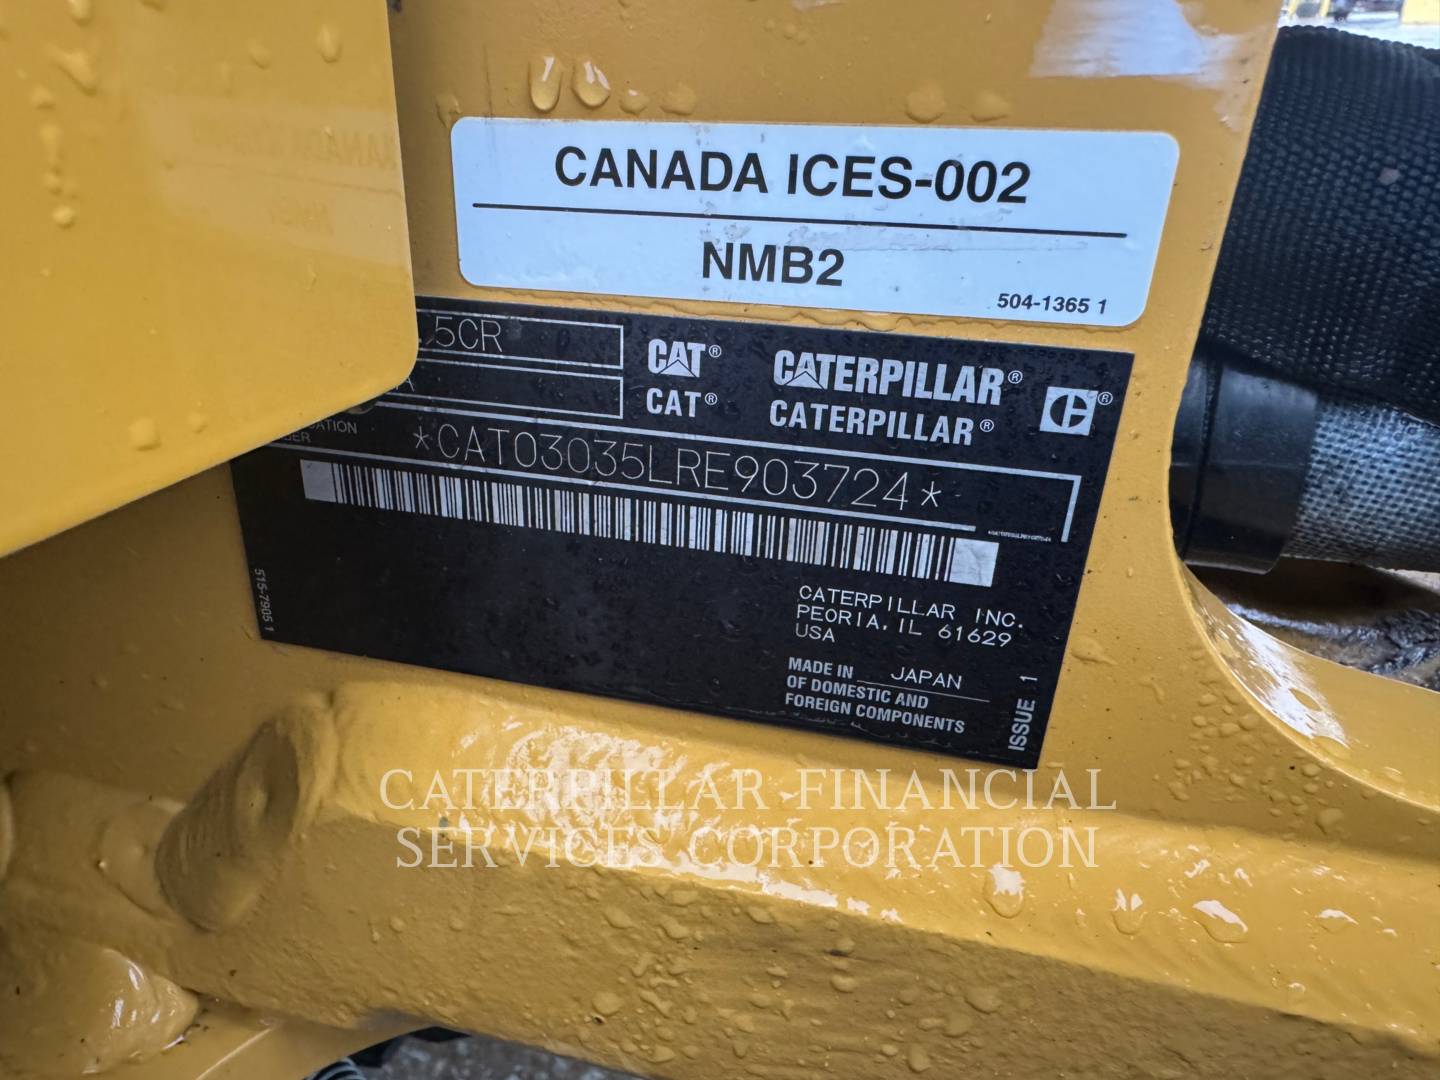 CANADA ICES-002
NMB2
504-1365 1
.5CR
CAT® CATERPILLAR® C®
CAT® CATERPILLAR®
*CAT03035LRE903724*
515-7905 1
CATERPILLAR INC.
PEORIA, IL 61629
USA
MADE IN JAPAN
OF DOMESTIC AND
FOREIGN COMPONENTS
ISSUE 1
CATERPILLAR FINANCIAL
SERVICES CORPORATION